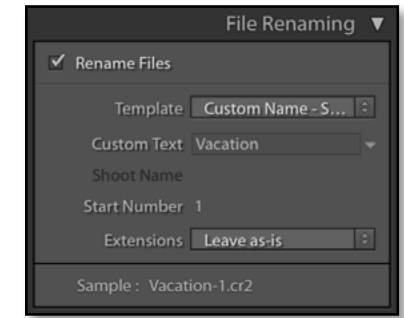 File Renaming ▼
Rename Files
Template Custom Name - S...
Custom Text Vacation
Shoot Name
Start Number 1
Extensions Leave as-is
Sample : Vacation-1.cr2